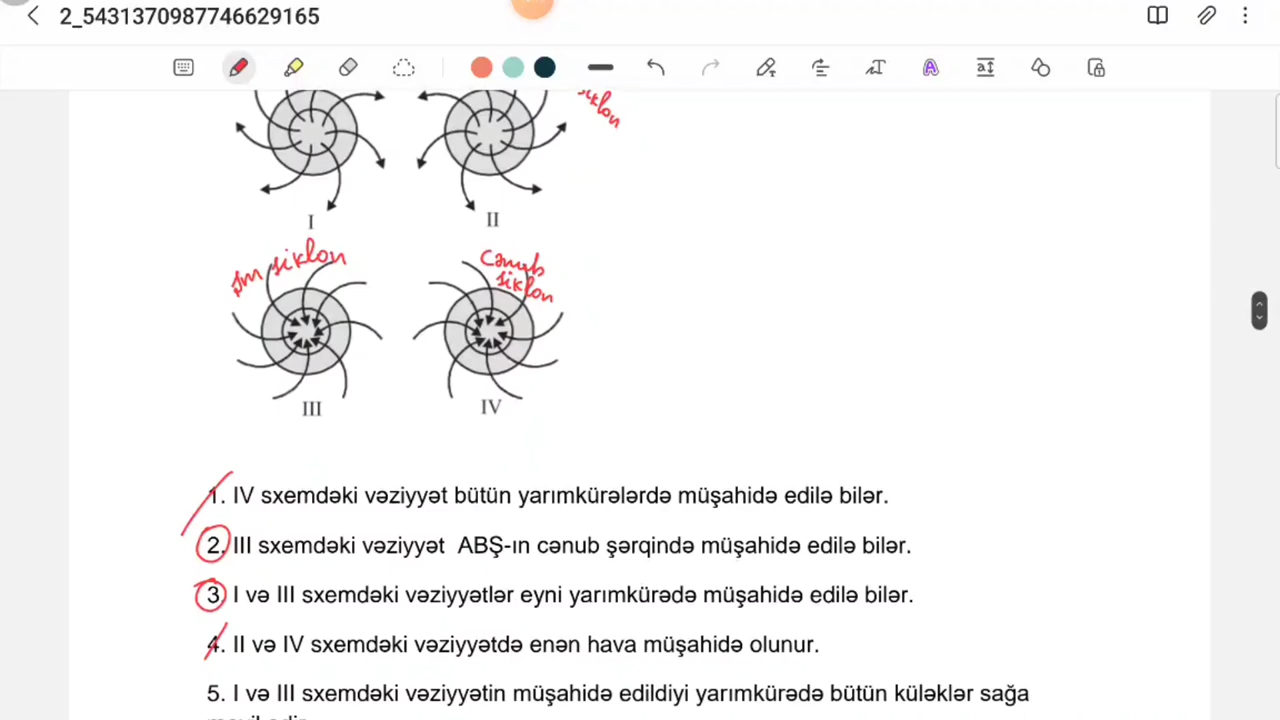 2_5431370987746629165
siklon
I
II
şm siklon
Cənub
siklon
III
IV
1. IV sxemdəki vəziyyət bütün yarımkürələrdə müşahidə edilə bilər.
2. III sxemdəki vəziyyət ABŞ-ın cənub şərqində müşahidə edilə bilər.
3. I və III sxemdəki vəziyyətlər eyni yarımkürədə müşahidə edilə bilər.
4. II və IV sxemdəki vəziyyətdə enən hava müşahidə olunur.
5. I və III sxemdəki vəziyyətin müşahidə edildiyi yarımkürədə bütün küləklər sağa